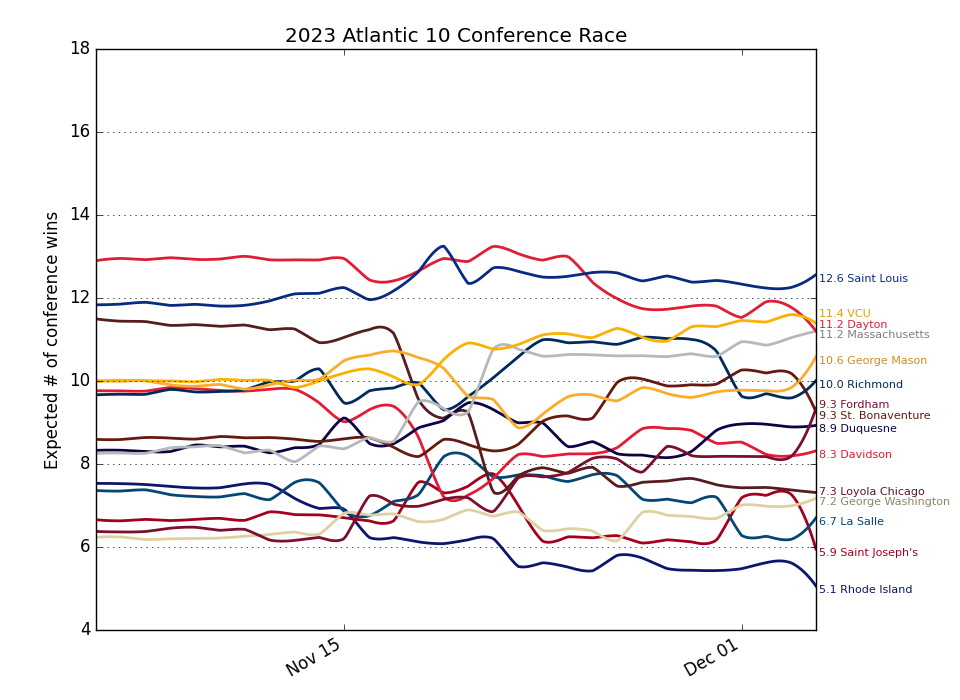 2023 Atlantic 10 Conference Race
Expected # of conference wins
18
16
14
12
10
8
6
4
Nov 15
Dec 01
12.6 Saint Louis
11.4 VCU
11.2 Dayton
11.2 Massachusetts
10.6 George Mason
10.0 Richmond
9.3 Fordham
9.3 St. Bonaventure
8.9 Duquesne
8.3 Davidson
7.3 Loyola Chicago
7.2 George Washington
6.7 La Salle
5.9 Saint Joseph's
5.1 Rhode Island